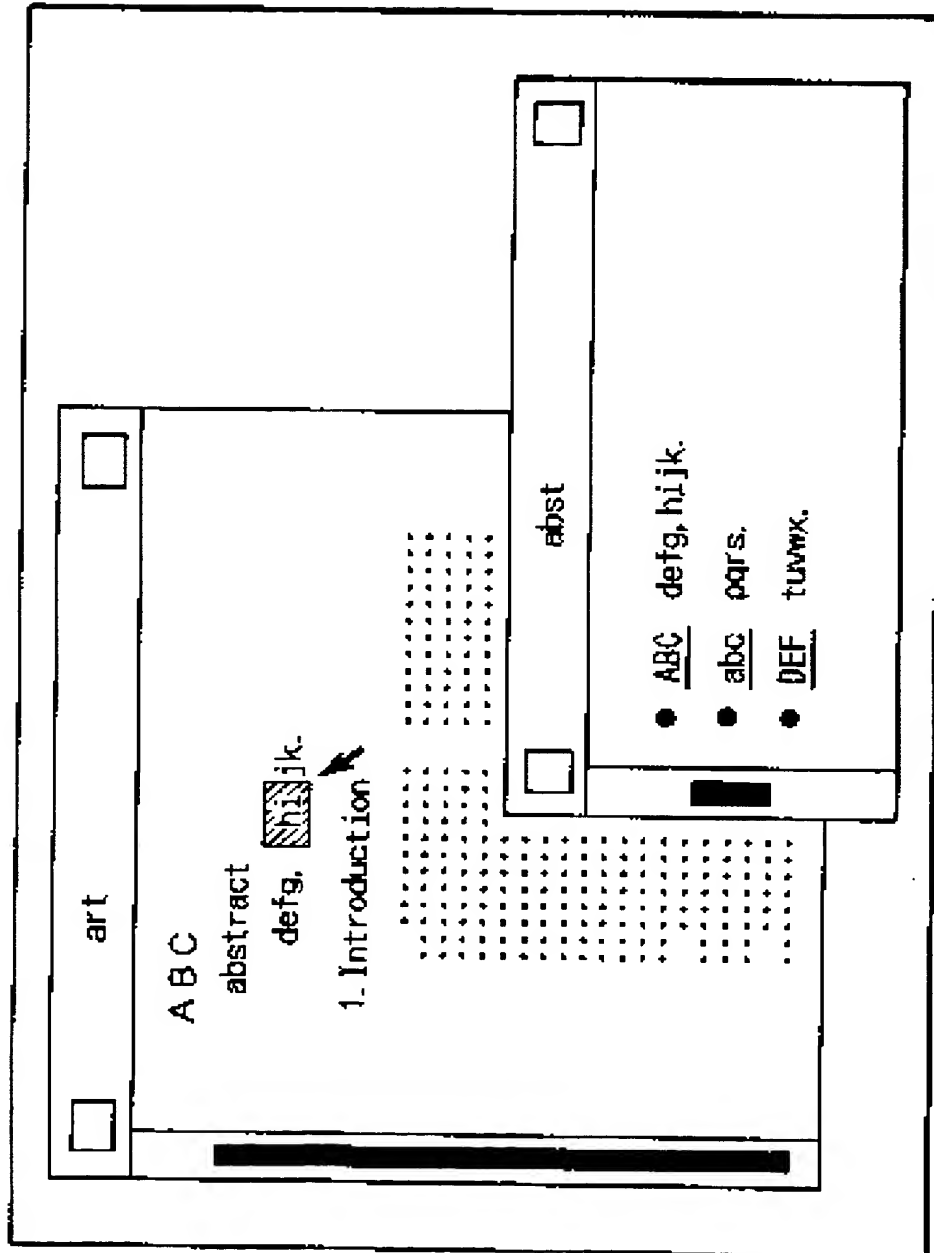 art
A B C
abstract
defg, hijk.
1. Introduction
abst
● ABC defg, hijk.
● abc pqrs.
● DEF tuvwx.